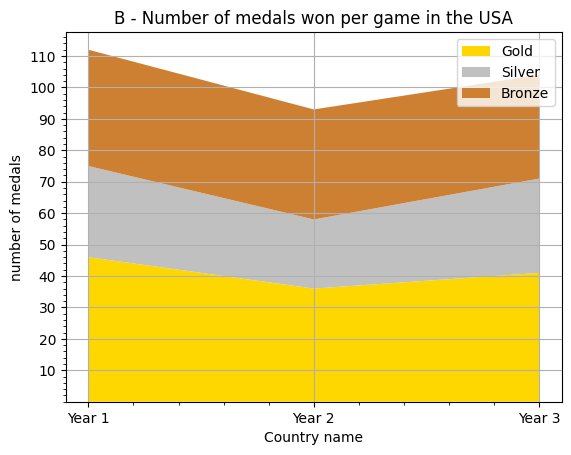 B - Number of medals won per game in the USA
Gold
Silver
Bronze
number of medals
110
100
90
80
70
60
50
40
30
20
10
Year 1
Year 2
Year 3
Country name